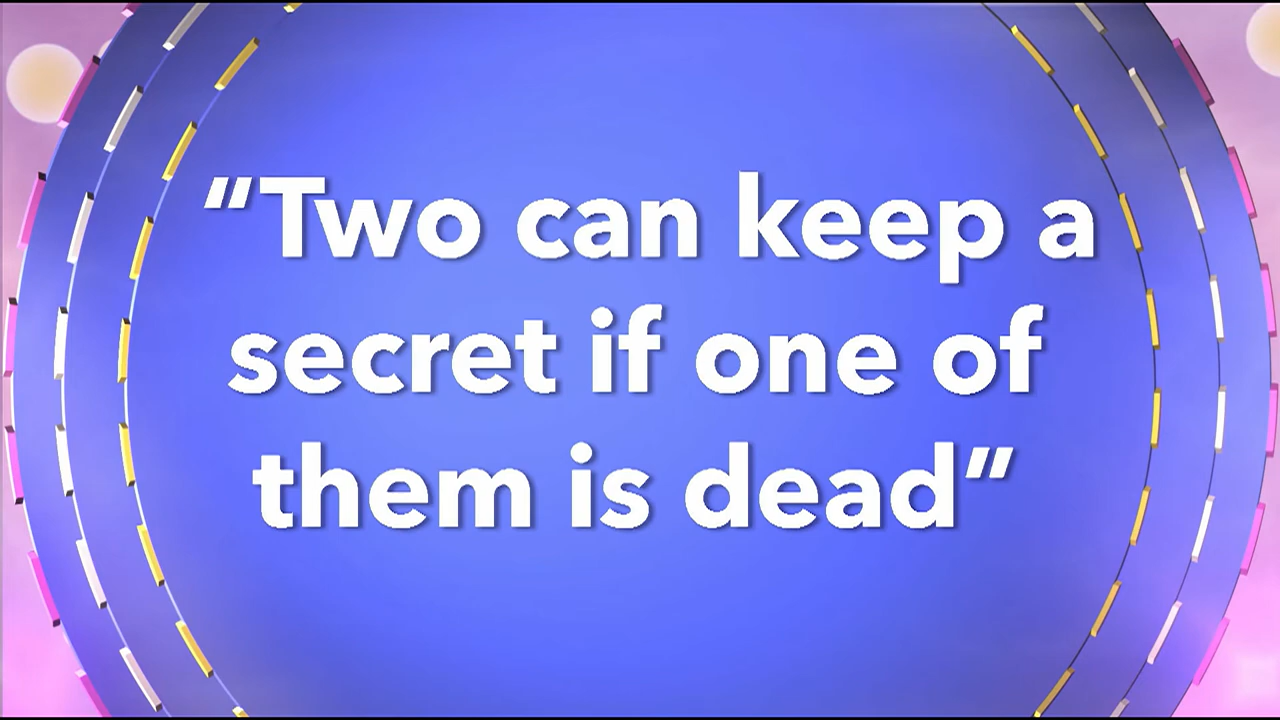 "Two can keep a
secret if one of
them is dead"